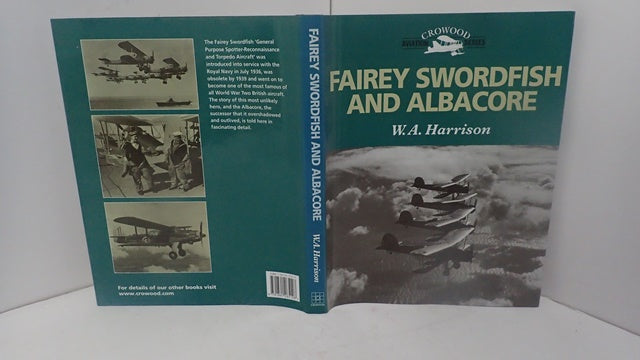 The Fairey Swordfish 'General
Purpose Spotter-Reconnaissance
and Torpedo Aircraft' was
introduced into service with the
Royal Navy in July 1936, was
obsolete by 1939 and went on to
become one of the most famous of
all World War Two British aircraft.
The story of this most unlikely
hero, and the Albacore, the
successor that it overshadowed
and outlived, is told here in
fascinating detail.
For details of our other books visit
www.crowood.com
FAIREY SWORDFISH AND ALBACORE
W.A. Harrison
CROWOOD
AVIATION SERIES
FAIREY SWORDFISH
AND ALBACORE
W.A. Harrison